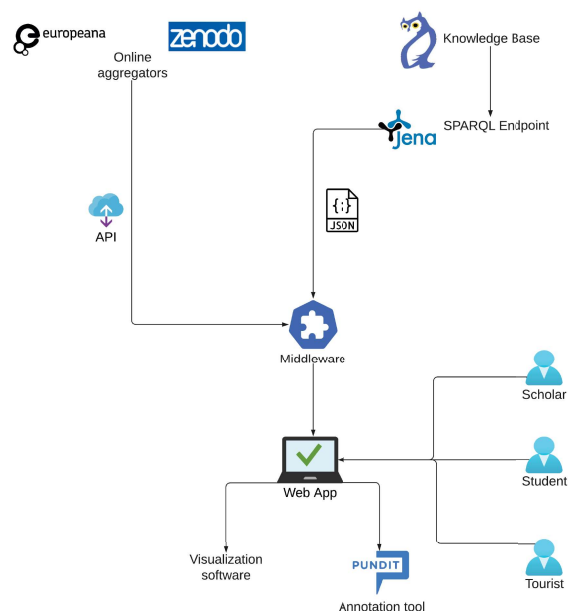 europeana
zenodo
Online
aggregators
Knowledge Base
SPARQL Endpoint
Jena
{;}
JSON
API
Middleware
Scholar
Web App
Student
Visualization
software
PUNDIT
Annotation tool
Tourist